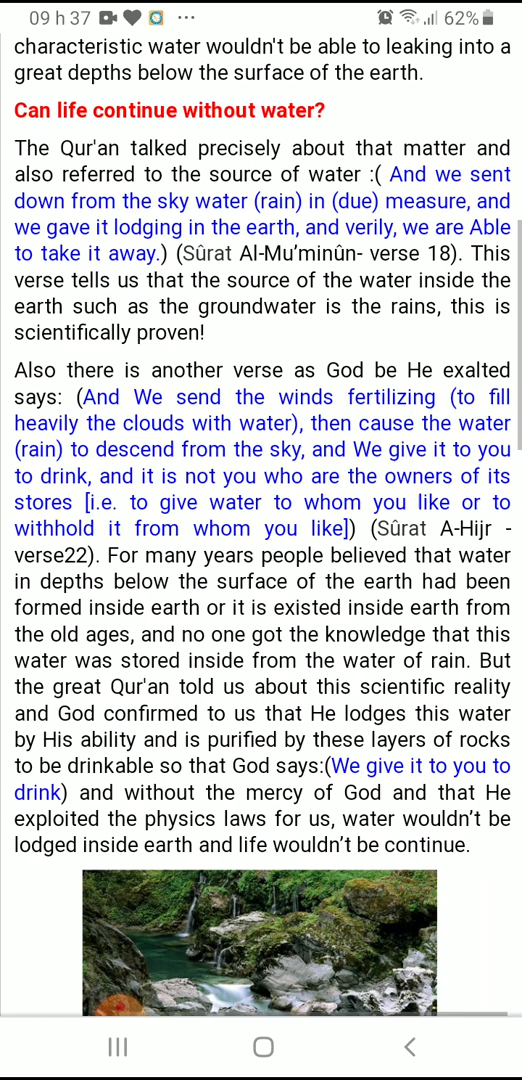 09 h 37 ... 62%
characteristic water wouldn't be able to leaking into a
great depths below the surface of the earth.
Can life continue without water?
The Qur'an talked precisely about that matter and
also referred to the source of water :( And we sent
down from the sky water (rain) in (due) measure, and
we gave it lodging in the earth, and verily, we are Able
to take it away.) (Sûrat Al-Mu’minûn- verse 18). This
verse tells us that the source of the water inside the
earth such as the groundwater is the rains, this is
scientifically proven!
Also there is another verse as God be He exalted
says: (And We send the winds fertilizing (to fill
heavily the clouds with water), then cause the water
(rain) to descend from the sky, and We give it to you
to drink, and it is not you who are the owners of its
stores [i.e. to give water to whom you like or to
withhold it from whom you like]) (Sûrat A-Hijr -
verse22). For many years people believed that water
in depths below the surface of the earth had been
formed inside earth or it is existed inside earth from
the old ages, and no one got the knowledge that this
water was stored inside from the water of rain. But
the great Qur'an told us about this scientific reality
and God confirmed to us that He lodges this water
by His ability and is purified by these layers of rocks
to be drinkable so that God says:(We give it to you to
drink) and without the mercy of God and that He
exploited the physics laws for us, water wouldn’t be
lodged inside earth and life wouldn’t be continue.